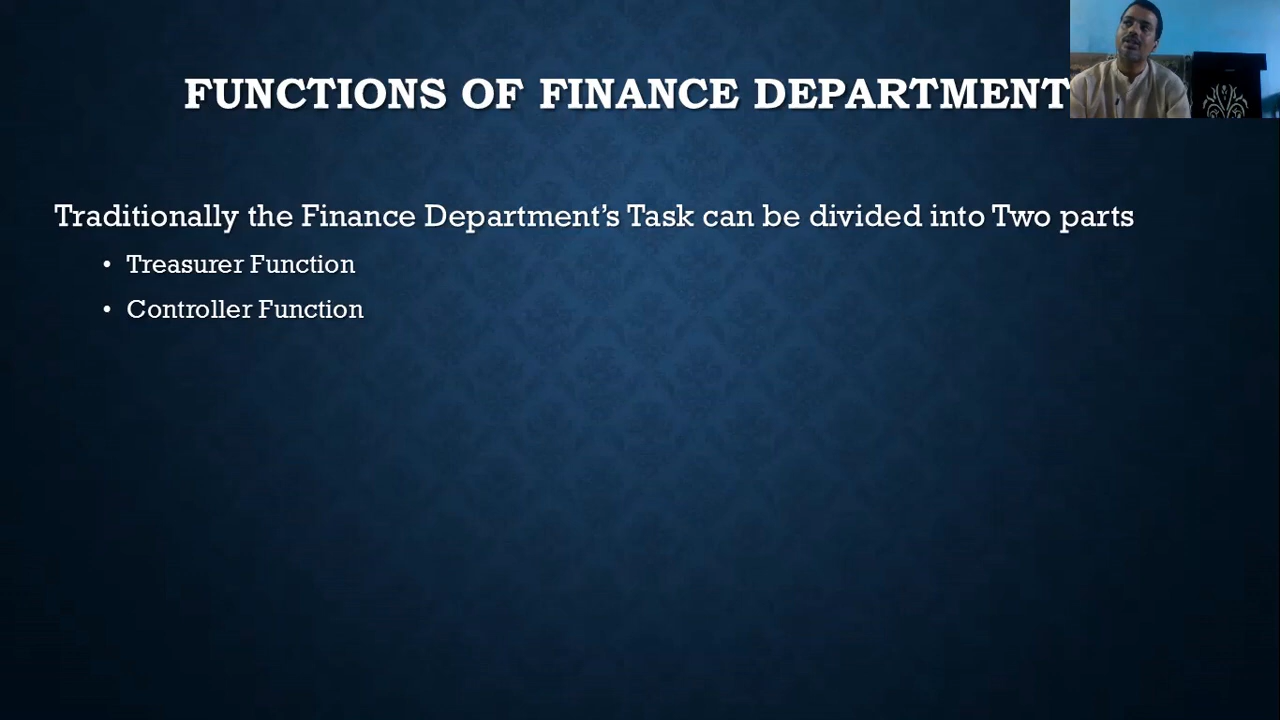 FUNCTIONS OF FINANCE DEPARTMENT
Traditionally the Finance Department’s Task can be divided into Two parts
• Treasurer Function
• Controller Function